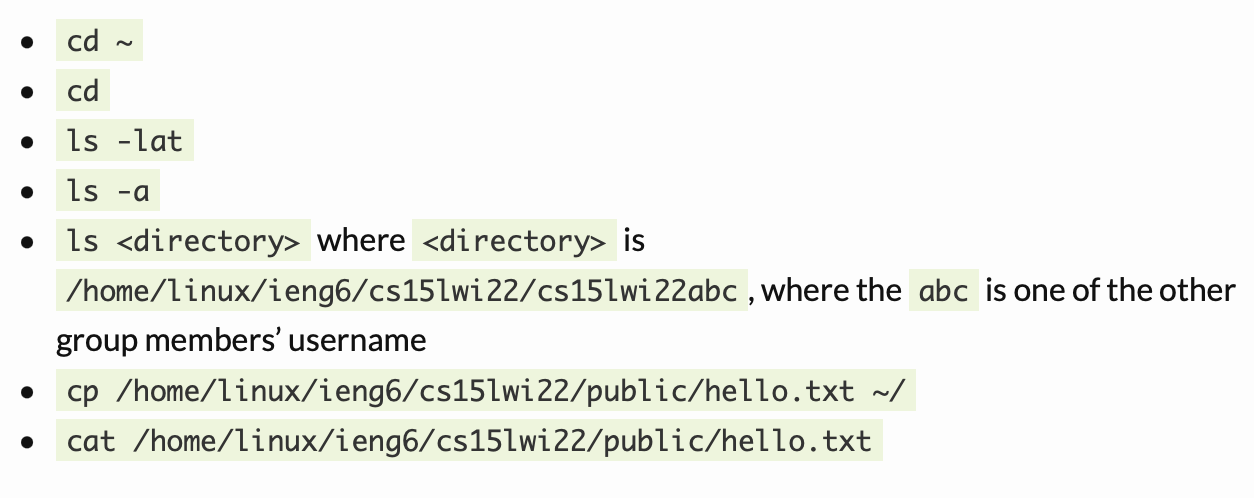 cd ~
cd
ls -lat
ls -a
ls <directory> where <directory> is
/home/linux/ieng6/cs15lwi22/cs15lwi22abc, where the abc is one of the other
group members’ username
cp /home/linux/ieng6/cs15lwi22/public/hello.txt ~/
cat /home/linux/ieng6/cs15lwi22/public/hello.txt